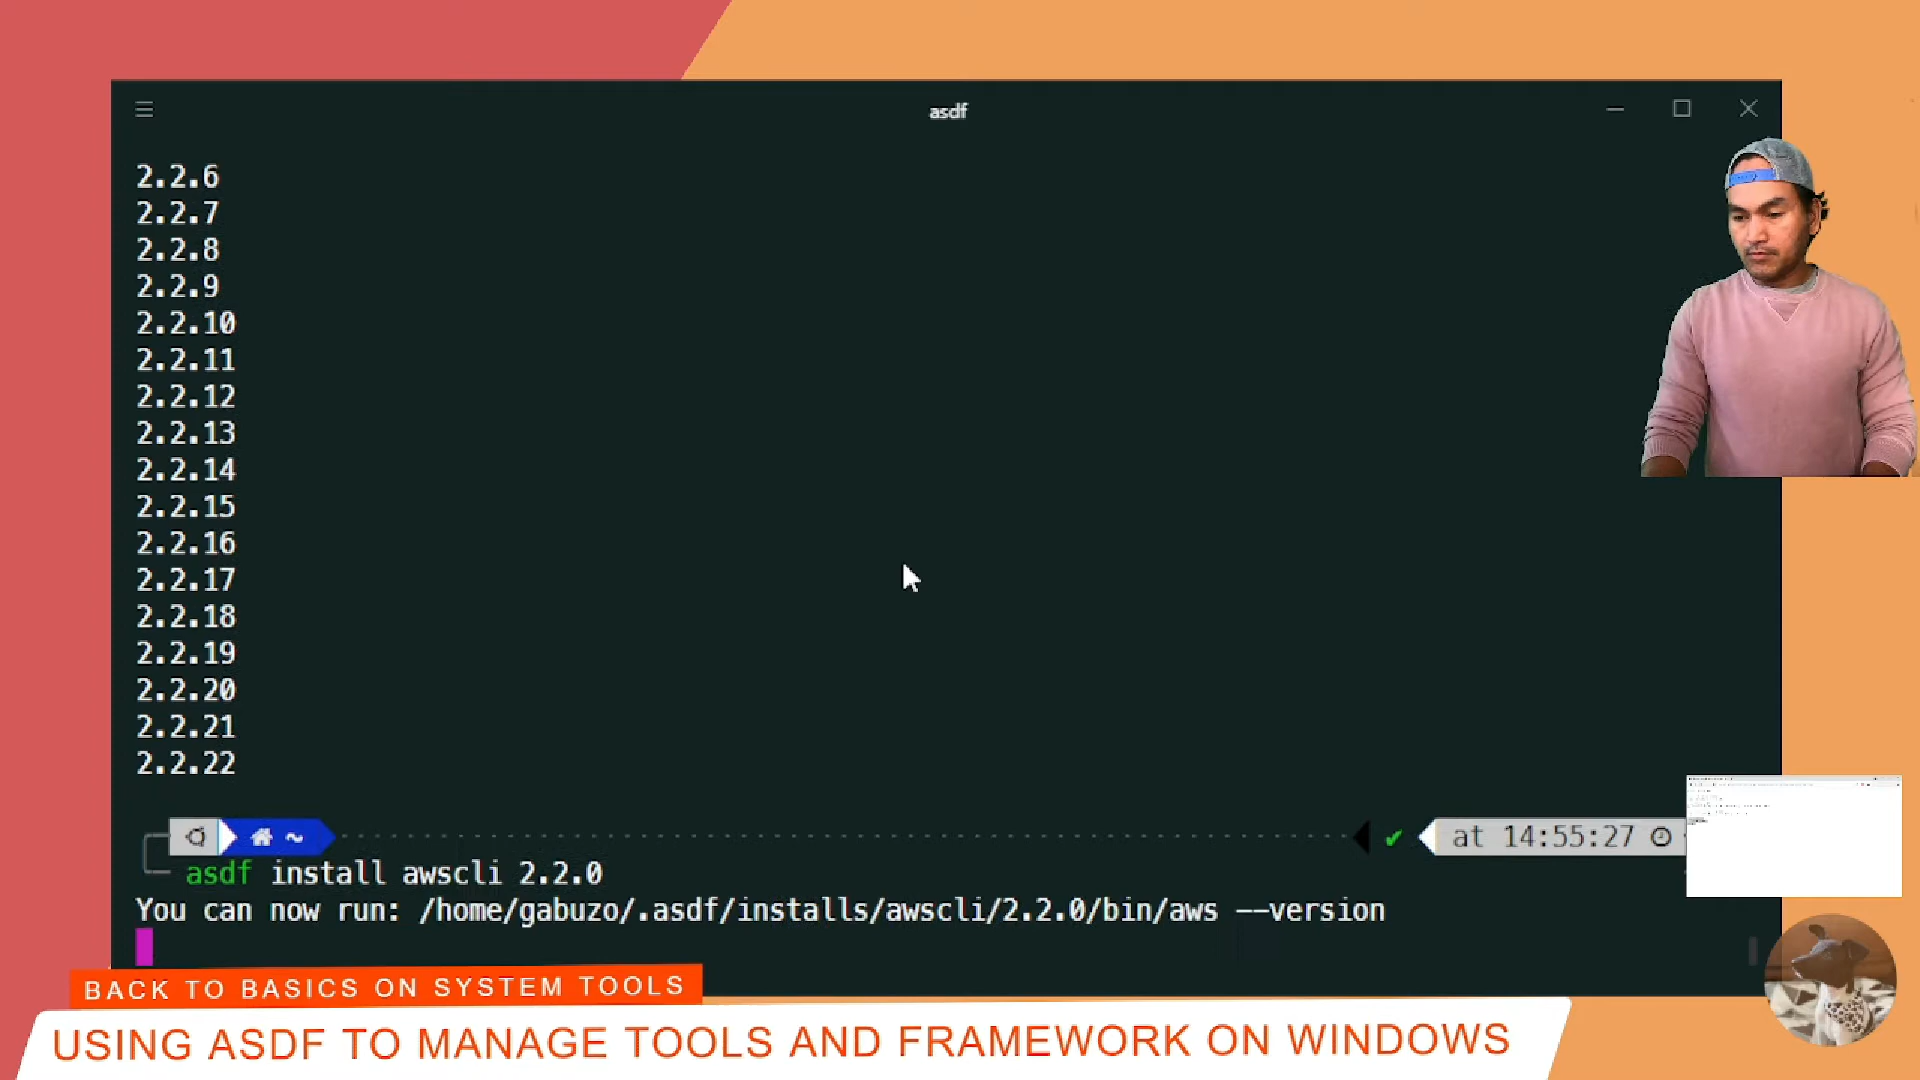 asdf
2.2.6
2.2.7
2.2.8
2.2.9
2.2.10
2.2.11
2.2.12
2.2.13
2.2.14
2.2.15
2.2.16
2.2.17
2.2.18
2.2.19
2.2.20
2.2.21
2.2.22
~ ✔ at 14:55:27
asdf install awscli 2.2.0
You can now run: /home/gabuzo/.asdf/installs/awscli/2.2.0/bin/aws --version
BACK TO BASICS ON SYSTEM TOOLS
USING ASDF TO MANAGE TOOLS AND FRAMEWORK ON WINDOWS